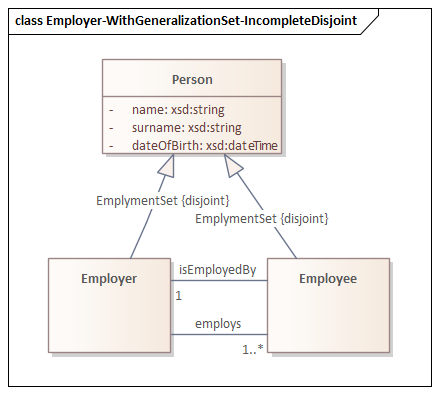 class Employer-WithGeneralizationSet-IncompleteDisjoint
Person
- name: xsd:string
- surname: xsd:string
- dateOfBirth: xsd:dateTime
EmplymentSet {disjoint}
EmplymentSet {disjoint}
Employer
isEmployedBy
Employee
1
employs
1..*